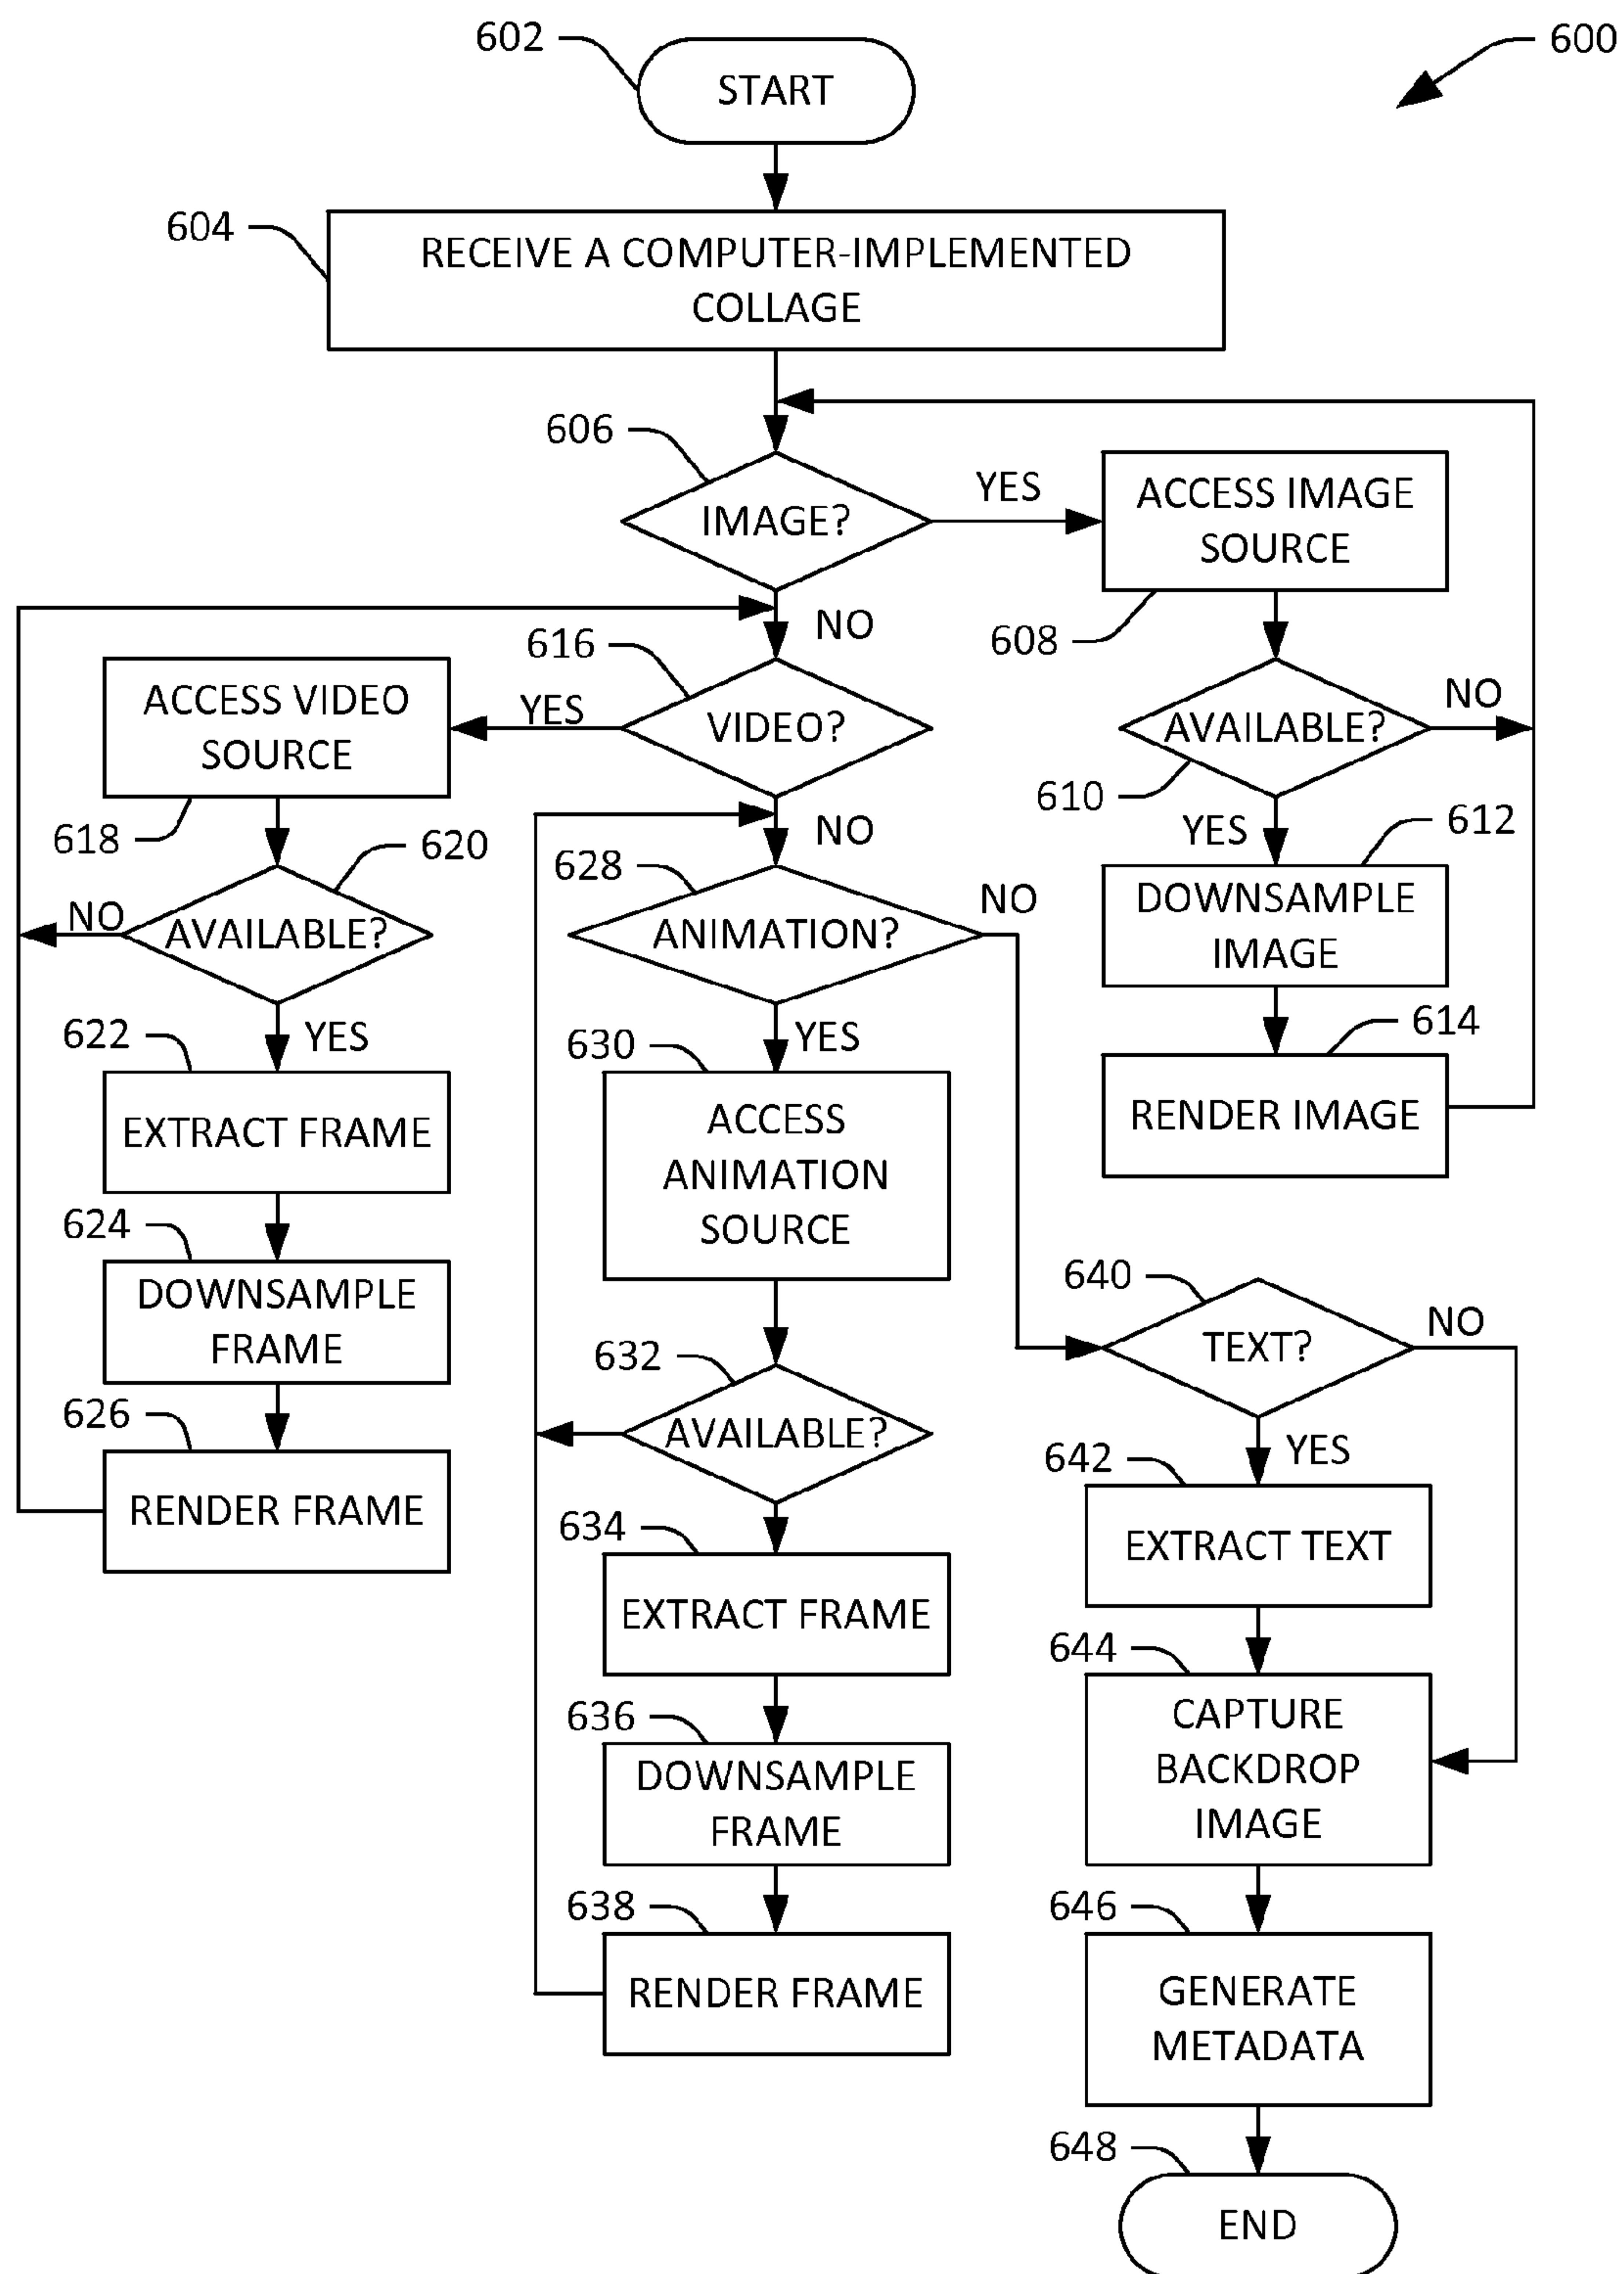 600
602
START
604
RECEIVE A COMPUTER-IMPLEMENTED
COLLAGE
606
IMAGE?
YES
ACCESS IMAGE
SOURCE
608
NO
616
VIDEO?
YES
ACCESS VIDEO
SOURCE
618
AVAILABLE?
NO
610
YES
612
DOWNSAMPLE
IMAGE
614
RENDER IMAGE
620
AVAILABLE?
NO
YES
622
EXTRACT FRAME
624
DOWNSAMPLE
FRAME
626
RENDER FRAME
NO
628
ANIMATION?
NO
YES
630
ACCESS
ANIMATION
SOURCE
632
AVAILABLE?
634
EXTRACT FRAME
636
DOWNSAMPLE
FRAME
638
RENDER FRAME
640
TEXT?
NO
YES
642
EXTRACT TEXT
644
CAPTURE
BACKDROP
IMAGE
646
GENERATE
METADATA
648
END